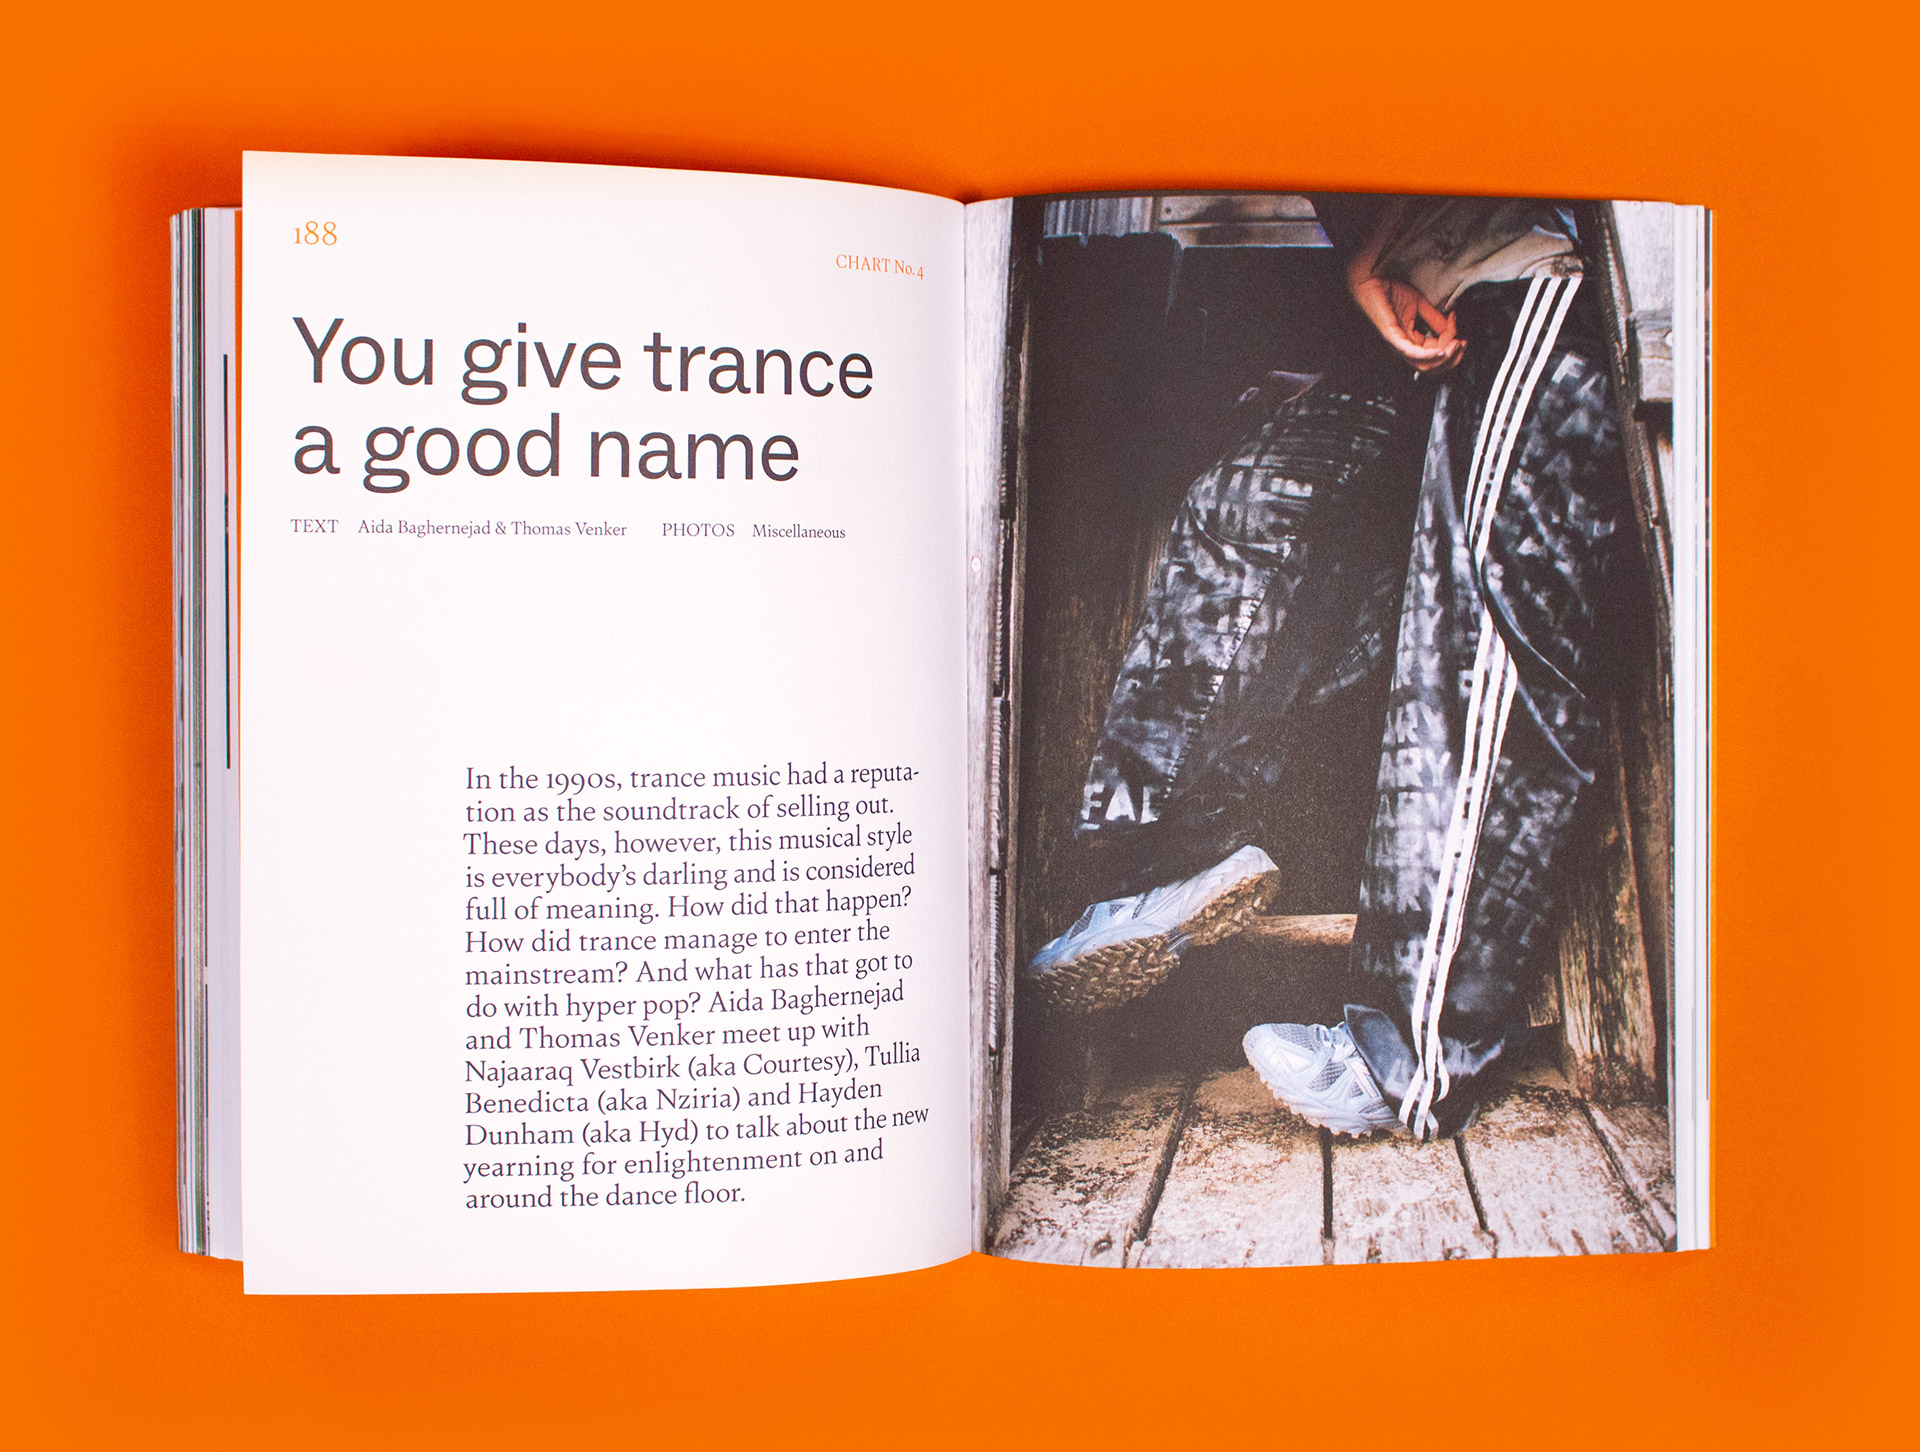 188
CHART No. 4
You give trance
a good name
TEXT Aida Baghernejad & Thomas Venker PHOTOS Miscellaneous
In the 1990s, trance music had a reputa-
tion as the soundtrack of selling out.
These days, however, this musical style
is everybody’s darling and is considered
full of meaning. How did that happen?
How did trance manage to enter the
mainstream? And what has that got to
do with hyper pop? Aida Baghernejad
and Thomas Venker meet up with
Najaaraq Vestbirk (aka Courtesy), Tullia
Benedicta (aka Nziria) and Hayden
Dunham (aka Hyd) to talk about the new
yearning for enlightenment on and
around the dance floor.